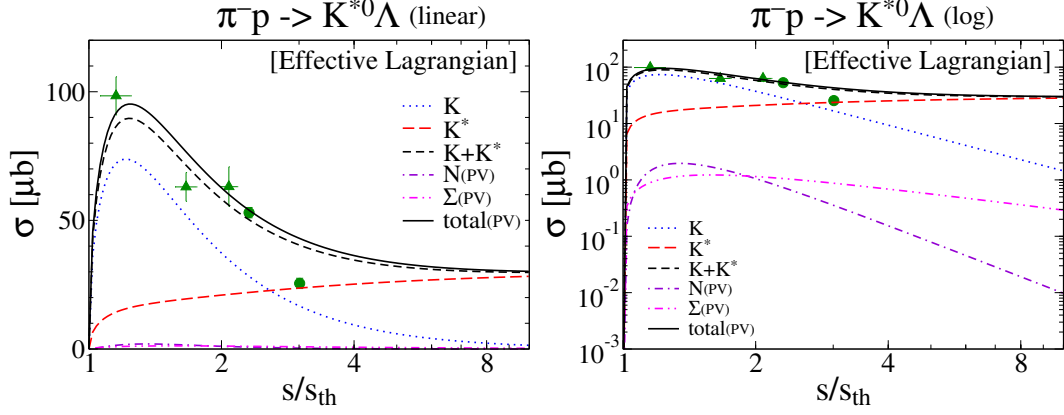 π⁻p -> K*⁰Λ (linear)
[Effective Lagrangian]
σ [μb]
100
50
0
K
K*
K+K*
N(PV)
Σ(PV)
total(PV)
1 2 4 8
s/s_th
π⁻p -> K*⁰Λ (log)
[Effective Lagrangian]
σ [μb]
10²
10¹
10⁰
10⁻¹
10⁻²
10⁻³
K
K*
K+K*
N(PV)
Σ(PV)
total(PV)
1 2 4 8
s/s_th